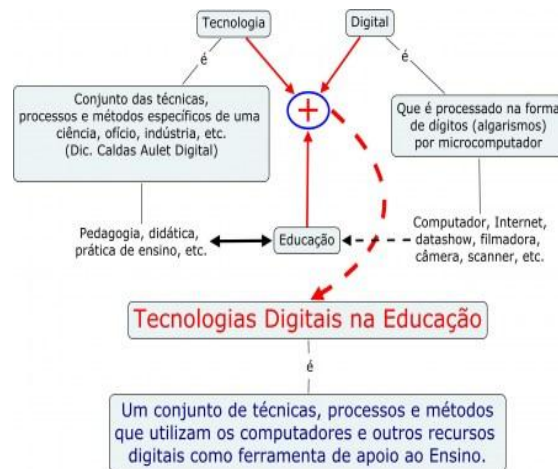 Tecnologia
Digital
é
é
Conjunto das técnicas,
processos e métodos específicos de uma
ciência, ofício, indústria, etc.
(Dic. Caldas Aulet Digital)
+
Que é processado na forma
de dígitos (algarismos)
por microcomputador
Pedagogia, didática,
prática de ensino, etc.
Educação
Computador, Internet,
datashow, filmadora,
câmera, scanner, etc.
Tecnologias Digitais na Educação
é
Um conjunto de técnicas, processos e métodos
que utilizam os computadores e outros recursos
digitais como ferramenta de apoio ao Ensino.